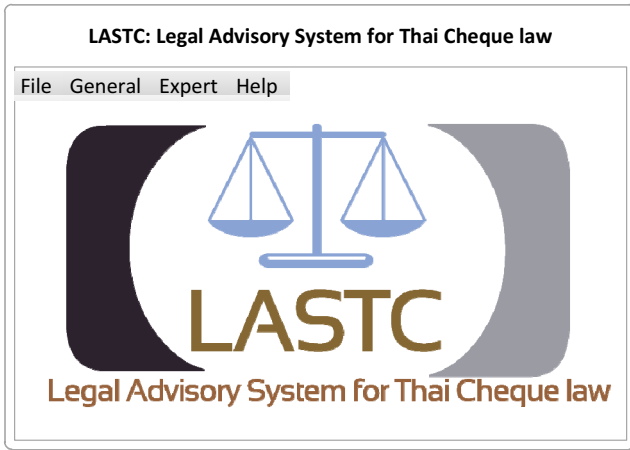 LASTC: Legal Advisory System for Thai Cheque law
File General Expert Help
LASTC
Legal Advisory System for Thai Cheque law